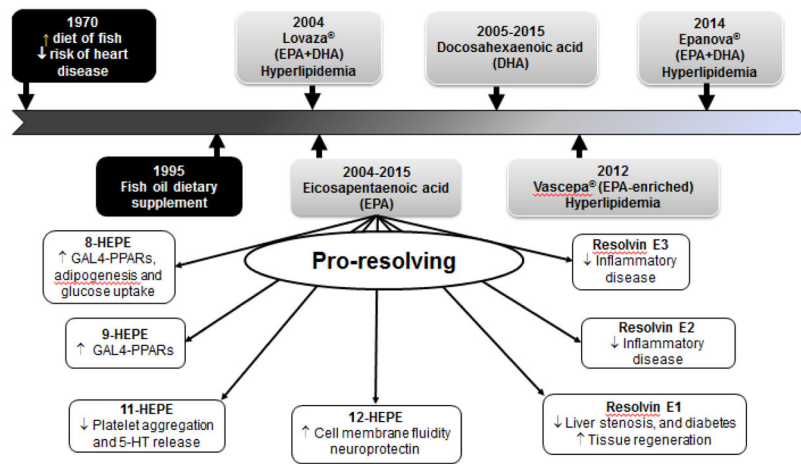 1970
↑ diet of fish
↓ risk of heart
disease
2004
Lovaza®
(EPA+DHA)
Hyperlipidemia
2005-2015
Docosahexaenoic acid
(DHA)
2014
Epanova®
(EPA+DHA)
Hyperlipidemia
1995
Fish oil dietary
supplement
2004-2015
Eicosapentaenoic acid
(EPA)
2012
Vascepa® (EPA-enriched)
Hyperlipidemia
Pro-resolving
8-HEPE
↑ GAL4-PPARs,
adipogenesis and
glucose uptake
Resolvin E3
↓ Inflammatory
disease
9-HEPE
↑ GAL4-PPARs
Resolvin E2
↓ Inflammatory
disease
11-HEPE
↓ Platelet aggregation
and 5-HT release
12-HEPE
↑ Cell membrane fluidity
neuroprotectin
Resolvin E1
↓ Liver stenosis, and diabetes
↑ Tissue regeneration